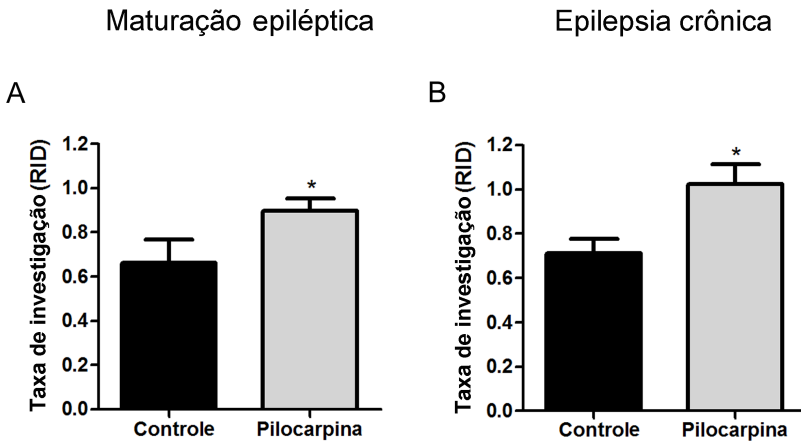 Maturação epiléptica
Epilepsia crônica
A
B
Taxa de investigação (RID)
1.2
1.0
0.8
0.6
0.4
0.2
0.0
*
Controle
Pilocarpina
Taxa de investigação (RID)
1.2
1.0
0.8
0.6
0.4
0.2
0.0
*
Controle
Pilocarpina